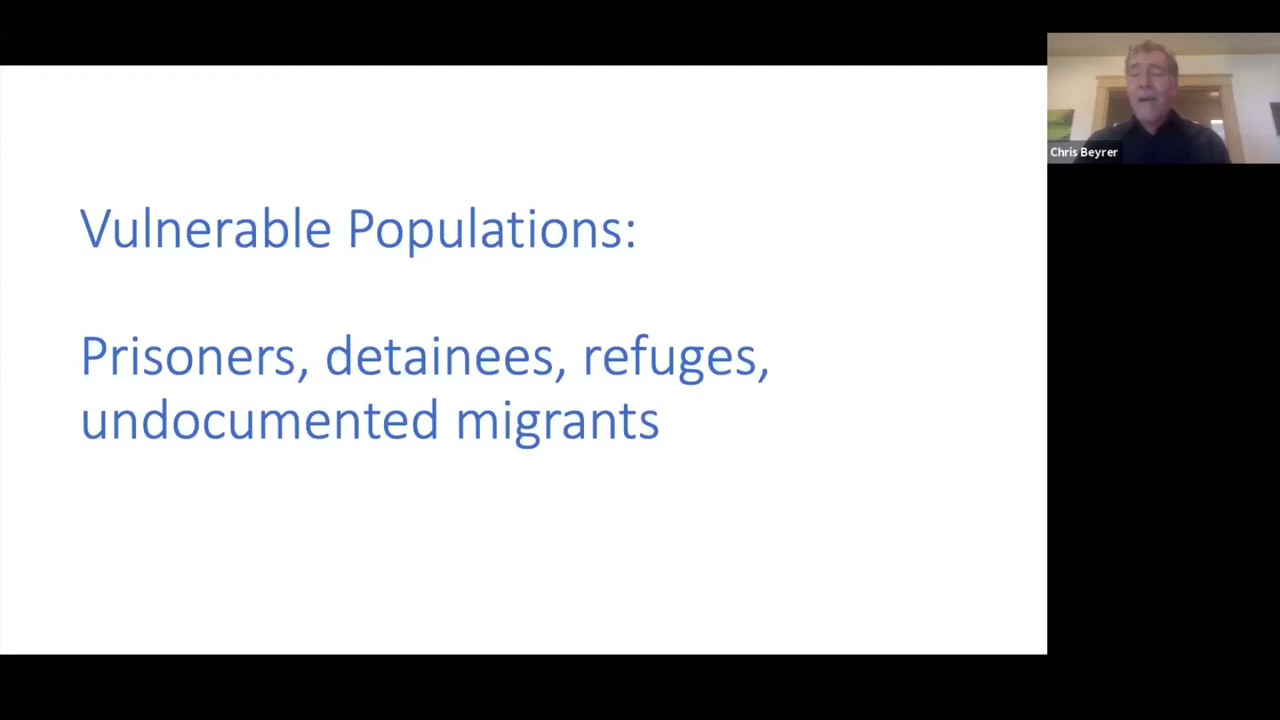 Vulnerable Populations:
Prisoners, detainees, refuges,
undocumented migrants
Chris Beyrer